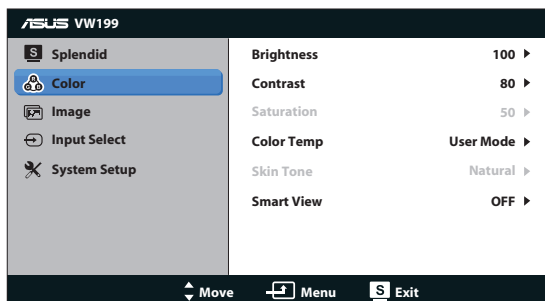 ASUS VW199
S Splendid
Color
Image
Input Select
System Setup
Brightness 100
Contrast 80
Saturation 50
Color Temp User Mode
Skin Tone Natural
Smart View OFF
Move Menu S Exit